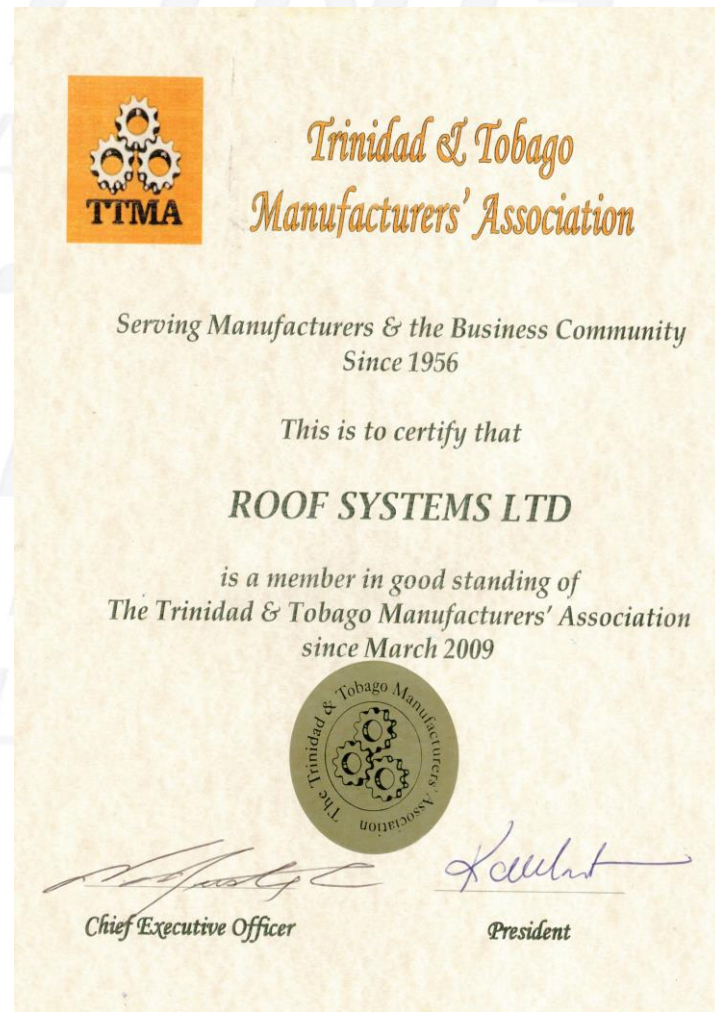 TTMA
Trinidad & Tobago
Manufacturers' Association
Serving Manufacturers & the Business Community
Since 1956
This is to certify that
ROOF SYSTEMS LTD
is a member in good standing of
The Trinidad & Tobago Manufacturers' Association
since March 2009
The Trinidad & Tobago Manufacturers' Association
Chief Executive Officer
President